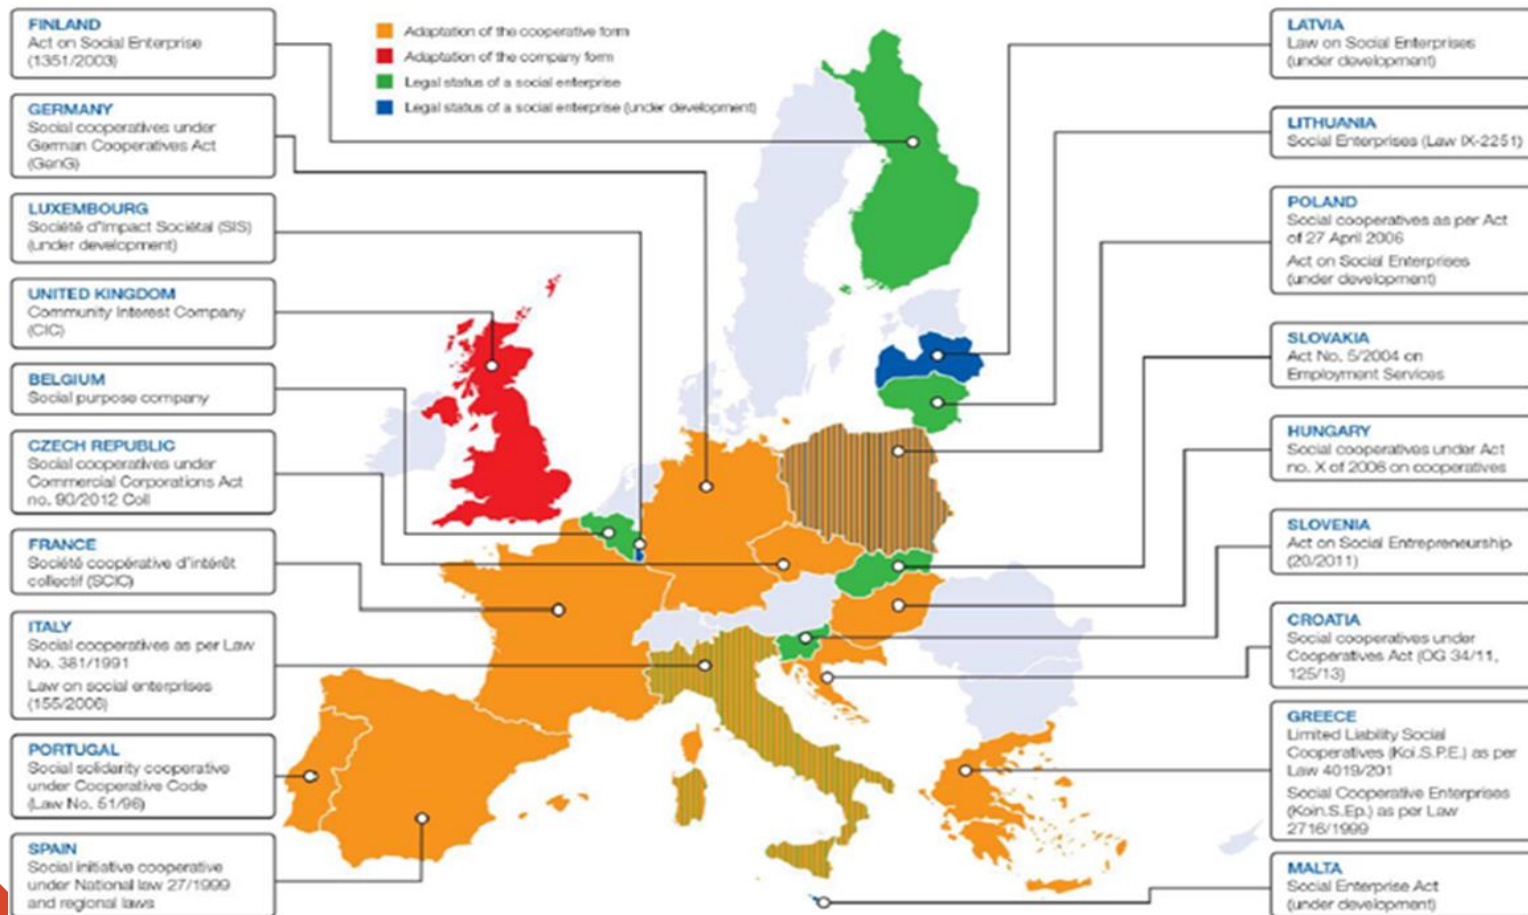 FINLAND
Act on Social Enterprise
(1351/2003)
GERMANY
Social cooperatives under
German Cooperatives Act
(GenG)
LUXEMBOURG
Société d'Impact Sociétal (SIS)
(under development)
UNITED KINGDOM
Community Interest Company
(CIC)
BELGIUM
Social purpose company
CZECH REPUBLIC
Social cooperatives under
Commercial Corporations Act
no. 90/2012 Coll
FRANCE
Société coopérative d'intérêt
collectif (SCIC)
ITALY
Social cooperatives as per Law
No. 381/1991
Law on social enterprises
(155/2006)
PORTUGAL
Social solidarity cooperative
under Cooperative Code
(Law No. 51/96)
SPAIN
Social initiative cooperative
under National law 27/1999
and regional laws
Adaptation of the cooperative form
Adaptation of the company form
Legal status of a social enterprise
Legal status of a social enterprise (under development)
LATVIA
Law on Social Enterprises
(under development)
LITHUANIA
Social Enterprises (Law IX-2251)
POLAND
Social cooperatives as per Act
of 27 April 2006
Act on Social Enterprises
(under development)
SLOVAKIA
Act No. 5/2004 on
Employment Services
HUNGARY
Social cooperatives under Act
no. X of 2006 on cooperatives
SLOVENIA
Act on Social Entrepreneurship
(20/2011)
CROATIA
Social cooperatives under
Cooperatives Act (OG 34/11,
125/13)
GREECE
Limited Liability Social
Cooperatives (Koi.S.P.E.) as per
Law 4019/201
Social Cooperative Enterprises
(Koin.S.Ep.) as per Law
2716/1999
MALTA
Social Enterprise Act
(under development)